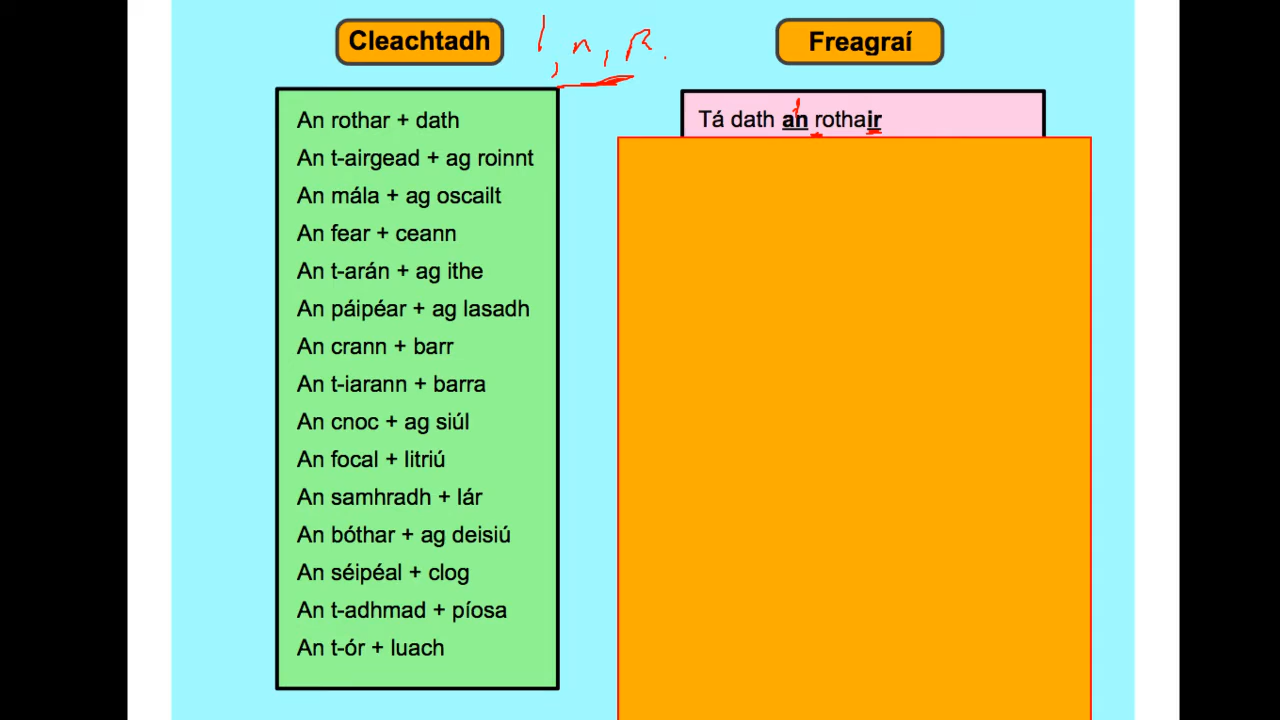 Cleachtadh
l, n, R.
Freagraí
An rothar + dath
An t-airgead + ag roinnt
An mála + ag oscailt
An fear + ceann
An t-arán + ag ithe
An páipéar + ag lasadh
An crann + barr
An t-iarann + barra
An cnoc + ag siúl
An focal + litriú
An samhradh + lár
An bóthar + ag deisiú
An séipéal + clog
An t-adhmad + píosa
An t-ór + luach
Tá dath an rothair